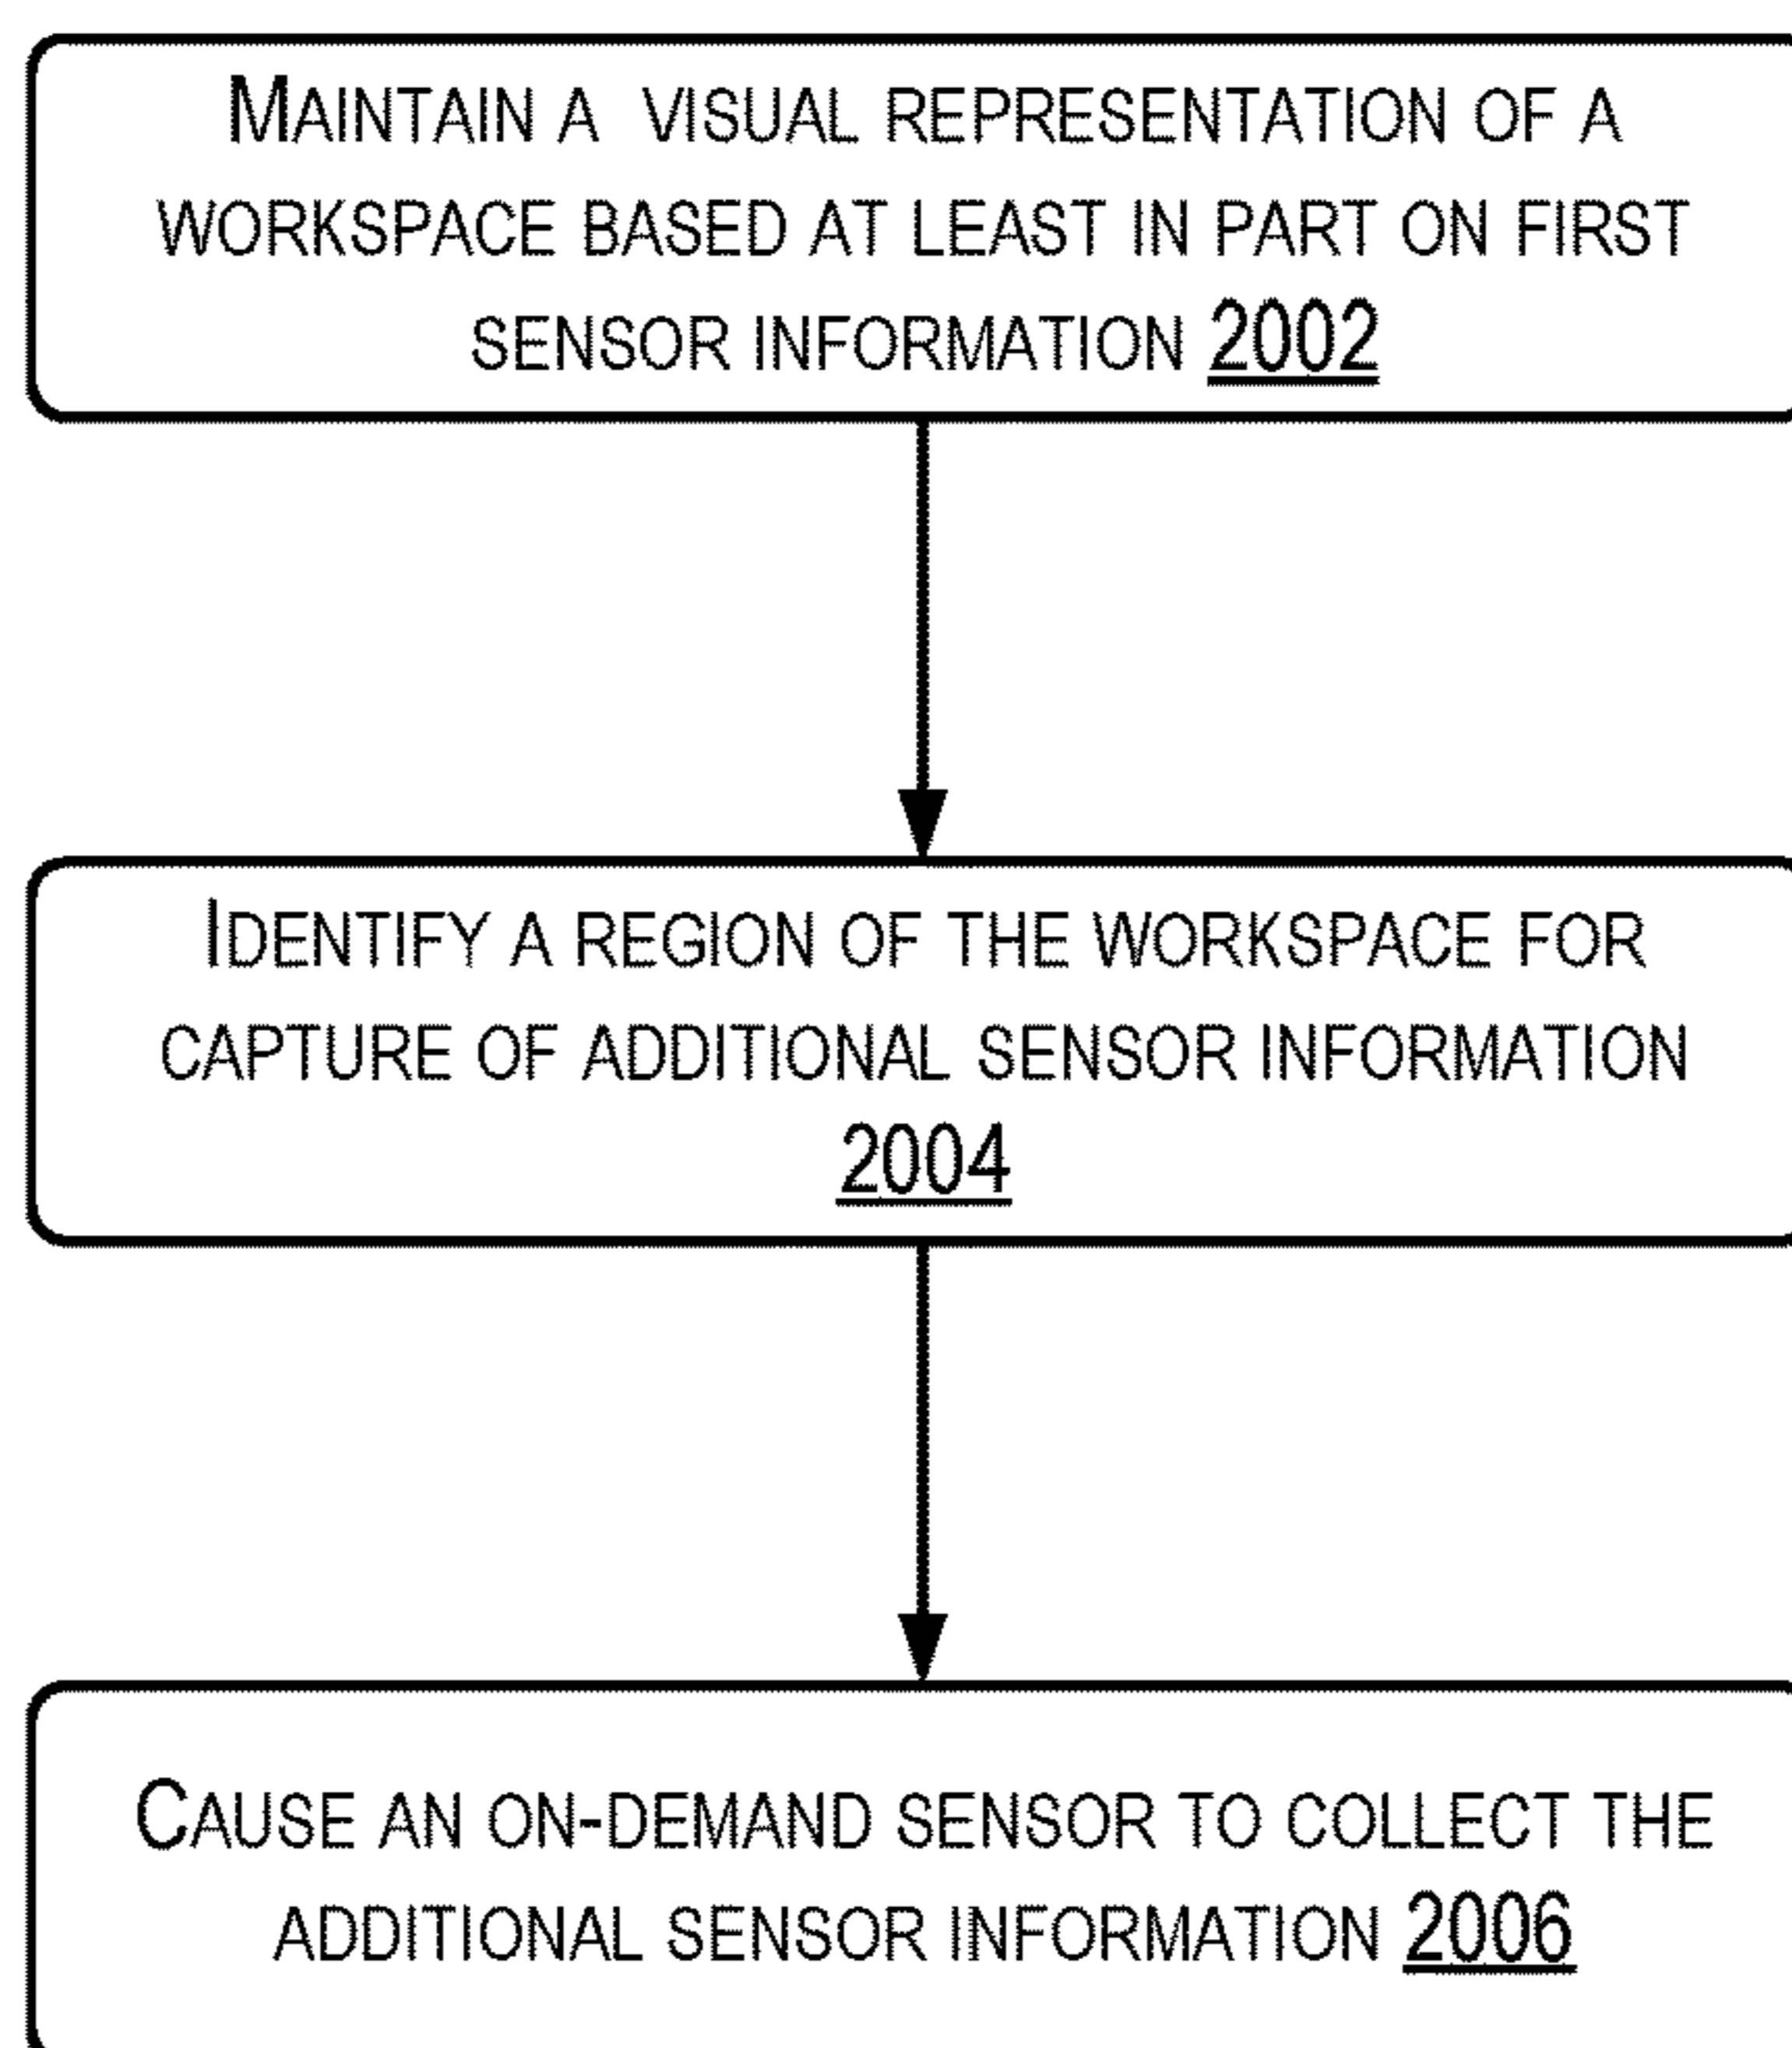 MAINTAIN A VISUAL REPRESENTATION OF A
WORKSPACE BASED AT LEAST IN PART ON FIRST
SENSOR INFORMATION 2002
IDENTIFY A REGION OF THE WORKSPACE FOR
CAPTURE OF ADDITIONAL SENSOR INFORMATION
2004
CAUSE AN ON-DEMAND SENSOR TO COLLECT THE
ADDITIONAL SENSOR INFORMATION 2006